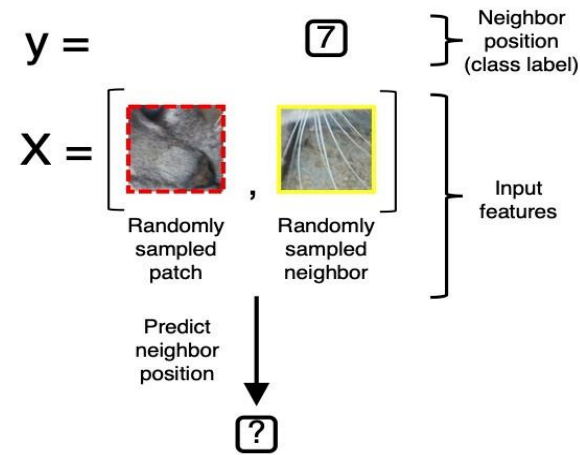 y = 7
Neighbor
position
(class label)
X = [ , ]
Input
features
Randomly
sampled
patch
Randomly
sampled
neighbor
Predict
neighbor
position
?